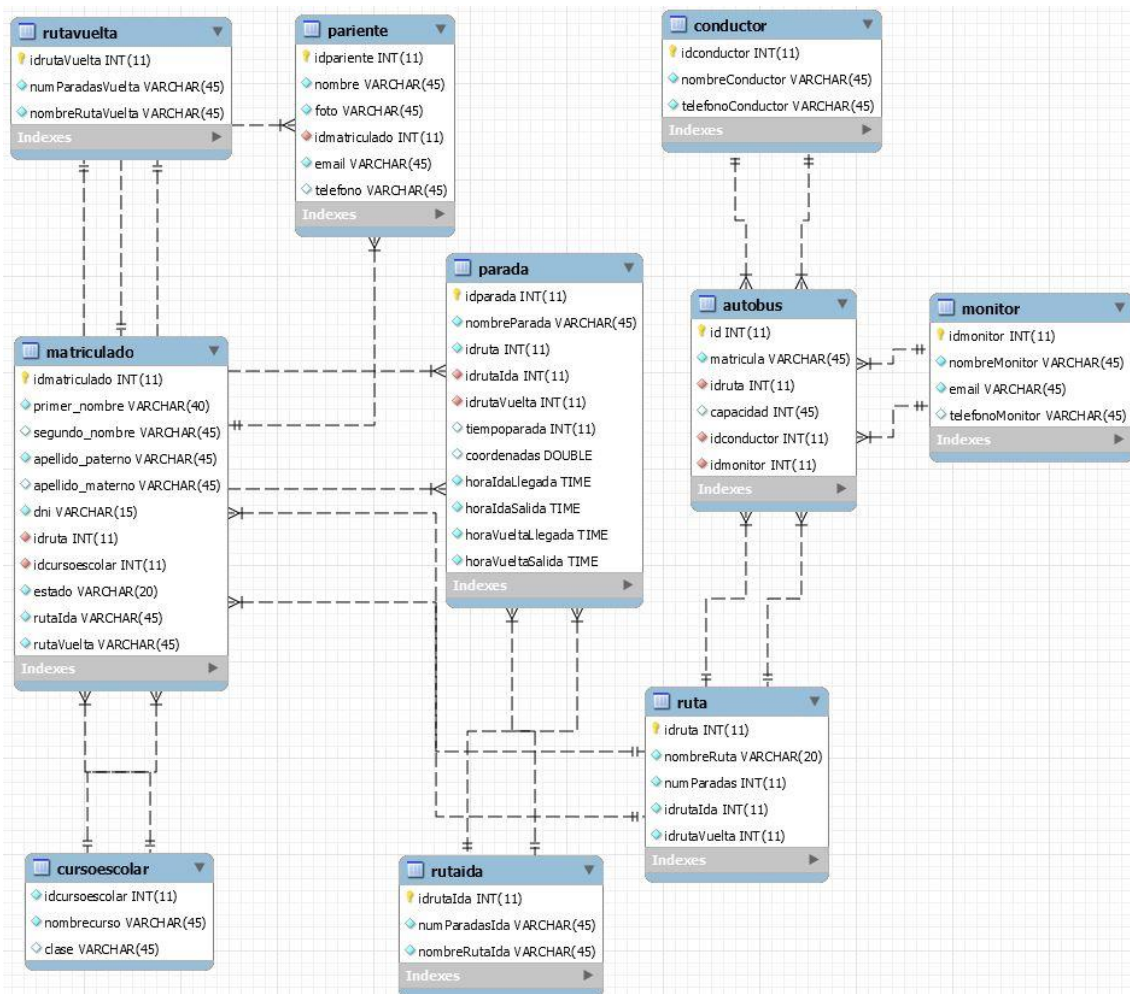 rutavuelta
idrutaVuelta INT(11)
numParadasVuelta VARCHAR(45)
nombreRutaVuelta VARCHAR(45)
Indexes
pariente
idpariente INT(11)
nombre VARCHAR(45)
foto VARCHAR(45)
idmatriculado INT(11)
email VARCHAR(45)
telefono VARCHAR(45)
Indexes
conductor
idconductor INT(11)
nombreConductor VARCHAR(45)
telefonoConductor VARCHAR(45)
Indexes
parada
idparada INT(11)
nombreParada VARCHAR(45)
idruta INT(11)
idrutaIda INT(11)
idrutaVuelta INT(11)
tiempoparada INT(11)
coordenadas DOUBLE
horaIdaLlegada TIME
horaIdaSalida TIME
horaVueltaLlegada TIME
horaVueltaSalida TIME
Indexes
autobus
id INT(11)
matricula VARCHAR(45)
idruta INT(11)
capacidad INT(45)
idconductor INT(11)
idmonitor INT(11)
Indexes
monitor
idmonitor INT(11)
nombreMonitor VARCHAR(45)
email VARCHAR(45)
telefonoMonitor VARCHAR(45)
Indexes
matriculado
idmatriculado INT(11)
primer_nombre VARCHAR(40)
segundo_nombre VARCHAR(45)
apellido_paterno VARCHAR(45)
apellido_materno VARCHAR(45)
dni VARCHAR(15)
idruta INT(11)
idcursoescolar INT(11)
estado VARCHAR(20)
rutaIda VARCHAR(45)
rutaVuelta VARCHAR(45)
Indexes
ruta
idruta INT(11)
nombreRuta VARCHAR(20)
numParadas INT(11)
idrutaIda INT(11)
idrutaVuelta INT(11)
Indexes
cursoescolar
idcursoescolar INT(11)
nombrecurso VARCHAR(45)
clase VARCHAR(45)
rutaida
idrutaIda INT(11)
numParadasIda VARCHAR(45)
nombreRutaIda VARCHAR(45)
Indexes